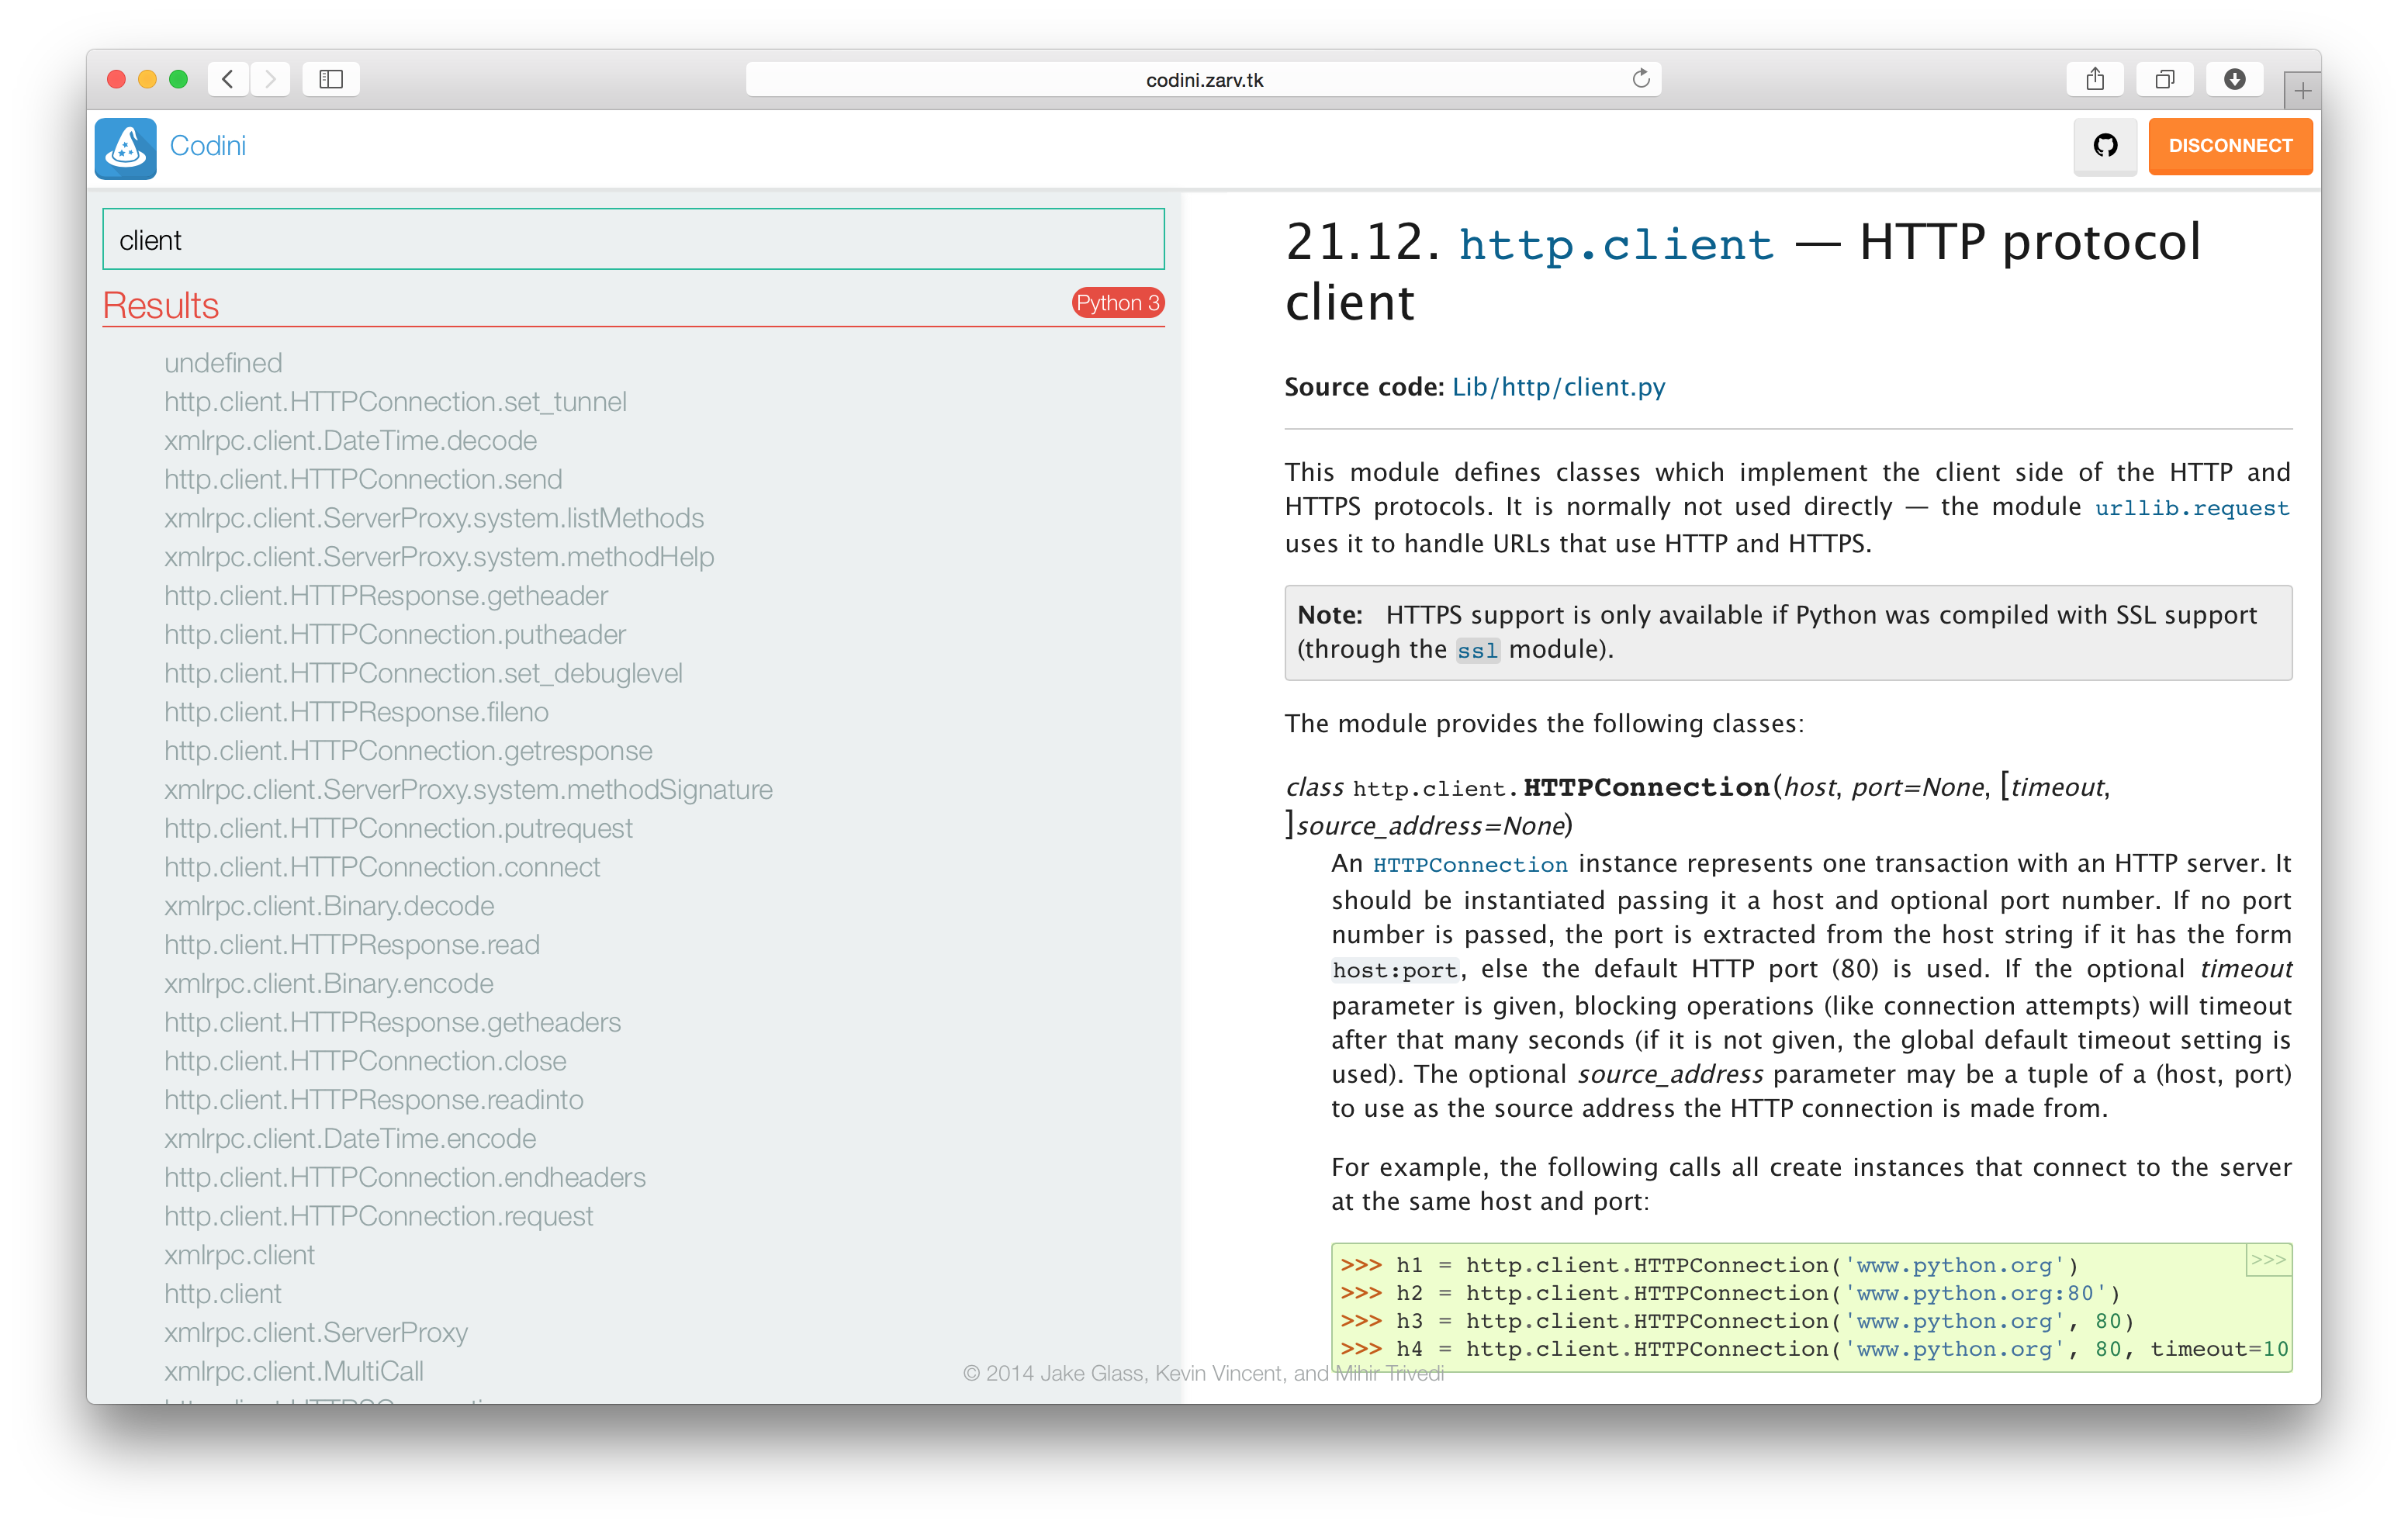 codini.zarv.tk
Codini
DISCONNECT
client
Results
Python 3
undefined
http.client.HTTPConnection.set_tunnel
xmlrpc.client.DateTime.decode
http.client.HTTPConnection.send
xmlrpc.client.ServerProxy.system.listMethods
xmlrpc.client.ServerProxy.system.methodHelp
http.client.HTTPResponse.getheader
http.client.HTTPConnection.putheader
http.client.HTTPConnection.set_debuglevel
http.client.HTTPResponse.fileno
http.client.HTTPConnection.getresponse
xmlrpc.client.ServerProxy.system.methodSignature
http.client.HTTPConnection.putrequest
http.client.HTTPConnection.connect
xmlrpc.client.Binary.decode
http.client.HTTPResponse.read
xmlrpc.client.Binary.encode
http.client.HTTPResponse.getheaders
http.client.HTTPConnection.close
http.client.HTTPResponse.readinto
xmlrpc.client.DateTime.encode
http.client.HTTPConnection.endheaders
http.client.HTTPConnection.request
xmlrpc.client
http.client
xmlrpc.client.ServerProxy
xmlrpc.client.MultiCall
21.12. http.client — HTTP protocol
client
Source code: Lib/http/client.py
This module defines classes which implement the client side of the HTTP and
HTTPS protocols. It is normally not used directly — the module urllib.request
uses it to handle URLs that use HTTP and HTTPS.
Note: HTTPS support is only available if Python was compiled with SSL support
(through the ssl module).
The module provides the following classes:
class http.client.HTTPConnection(host, port=None, [timeout,
]source_address=None)
An HTTPConnection instance represents one transaction with an HTTP server. It
should be instantiated passing it a host and optional port number. If no port
number is passed, the port is extracted from the host string if it has the form
host:port, else the default HTTP port (80) is used. If the optional timeout
parameter is given, blocking operations (like connection attempts) will timeout
after that many seconds (if it is not given, the global default timeout setting is
used). The optional source_address parameter may be a tuple of a (host, port)
to use as the source address the HTTP connection is made from.
For example, the following calls all create instances that connect to the server
at the same host and port:
>>>
>>> h1 = http.client.HTTPConnection('www.python.org')
>>> h2 = http.client.HTTPConnection('www.python.org:80')
>>> h3 = http.client.HTTPConnection('www.python.org', 80)
>>> h4 = http.client.HTTPConnection('www.python.org', 80, timeout=10
© 2014 Jake Glass, Kevin Vincent, and Mihir Trivedi